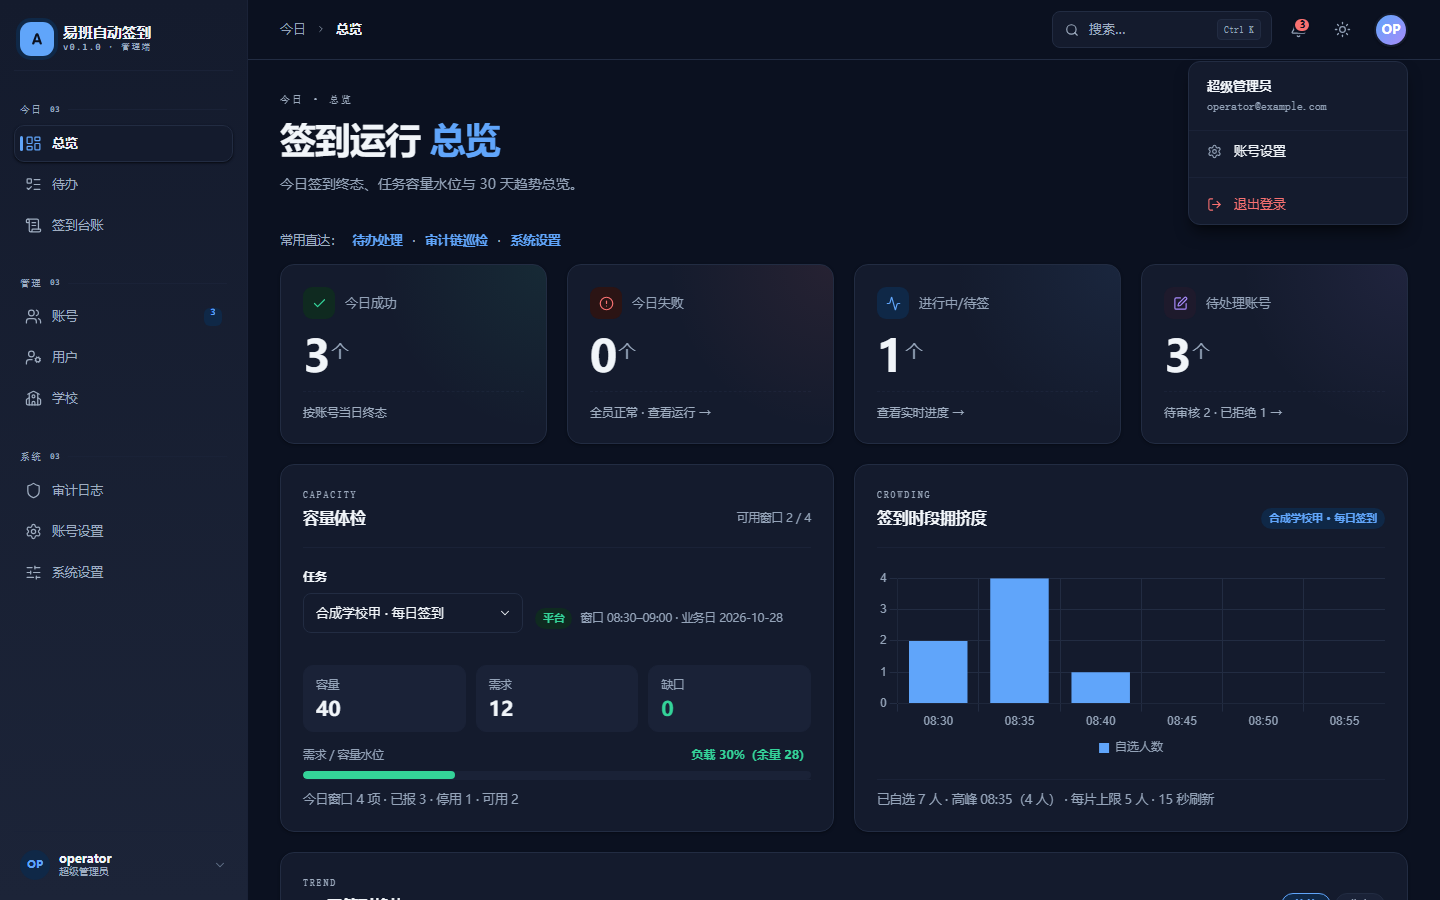 A
易班自动签到
v0.1.0 · 管理端
今日 03
总览
待办
签到台账
管理 03
账号
3
用户
学校
系统 03
审计日志
账号设置
系统设置
OP
operator
超级管理员
今日 › 总览
搜索...
Ctrl K
3
OP
超级管理员
operator@example.com
账号设置
退出登录
今日 · 总览
签到运行 总览
今日签到终态、任务容量水位与 30 天趋势总览。
常用直达： 待办处理 · 审计链巡检 · 系统设置
今日成功
3个
按账号当日终态
今日失败
0个
全员正常 · 查看运行 →
进行中/待签
1个
查看实时进度 →
待处理账号
3个
待审核 2 · 已拒绝 1 →
CAPACITY
容量体检
可用窗口 2 / 4
任务
合成学校甲 · 每日签到
平台
窗口 08:30–09:00 · 业务日 2026-10-28
容量
40
需求
12
缺口
0
需求 / 容量水位
负载 30%（余量 28）
今日窗口 4 项 · 已报 3 · 停用 1 · 可用 2
CROWDING
签到时段拥挤度
合成学校甲 • 每日签到
4
3
2
1
0
08:30 08:35 08:40 08:45 08:50 08:55
自选人数
已自选 7 人 · 高峰 08:35（4 人） · 每片上限 5 人 · 15 秒刷新
TREND